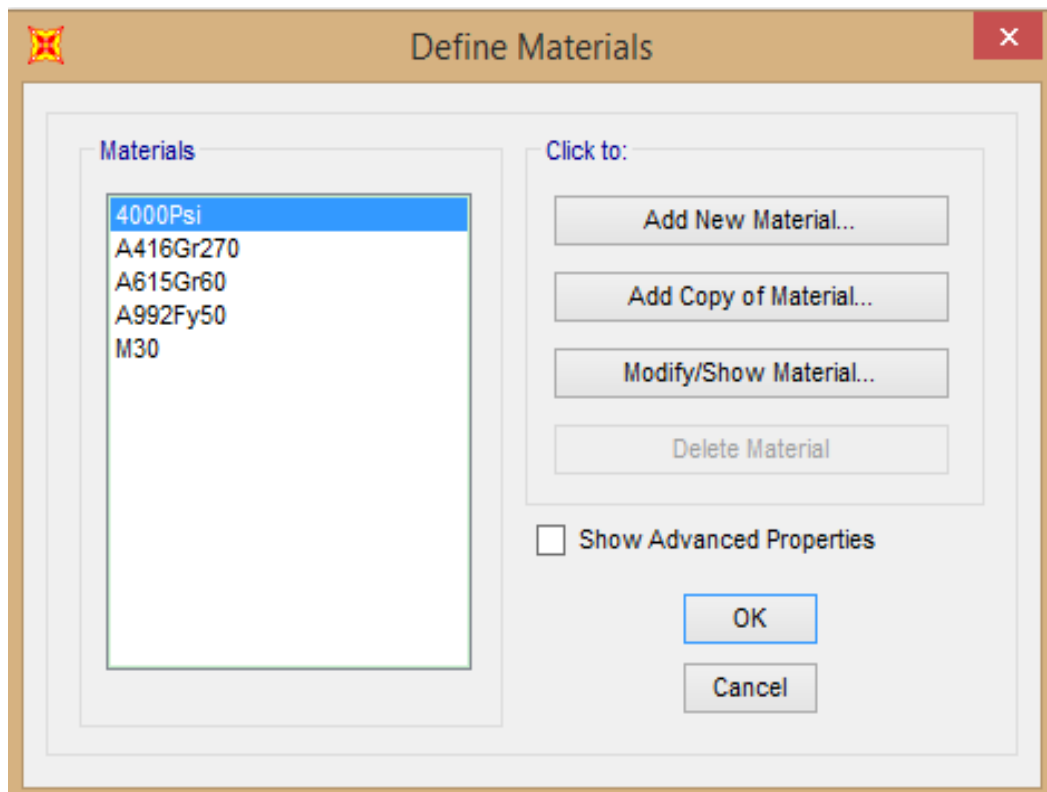 Define Materials
Materials
4000Psi
A416Gr270
A615Gr60
A992Fy50
M30
Click to:
Add New Material...
Add Copy of Material...
Modify/Show Material...
Delete Material
Show Advanced Properties
OK
Cancel